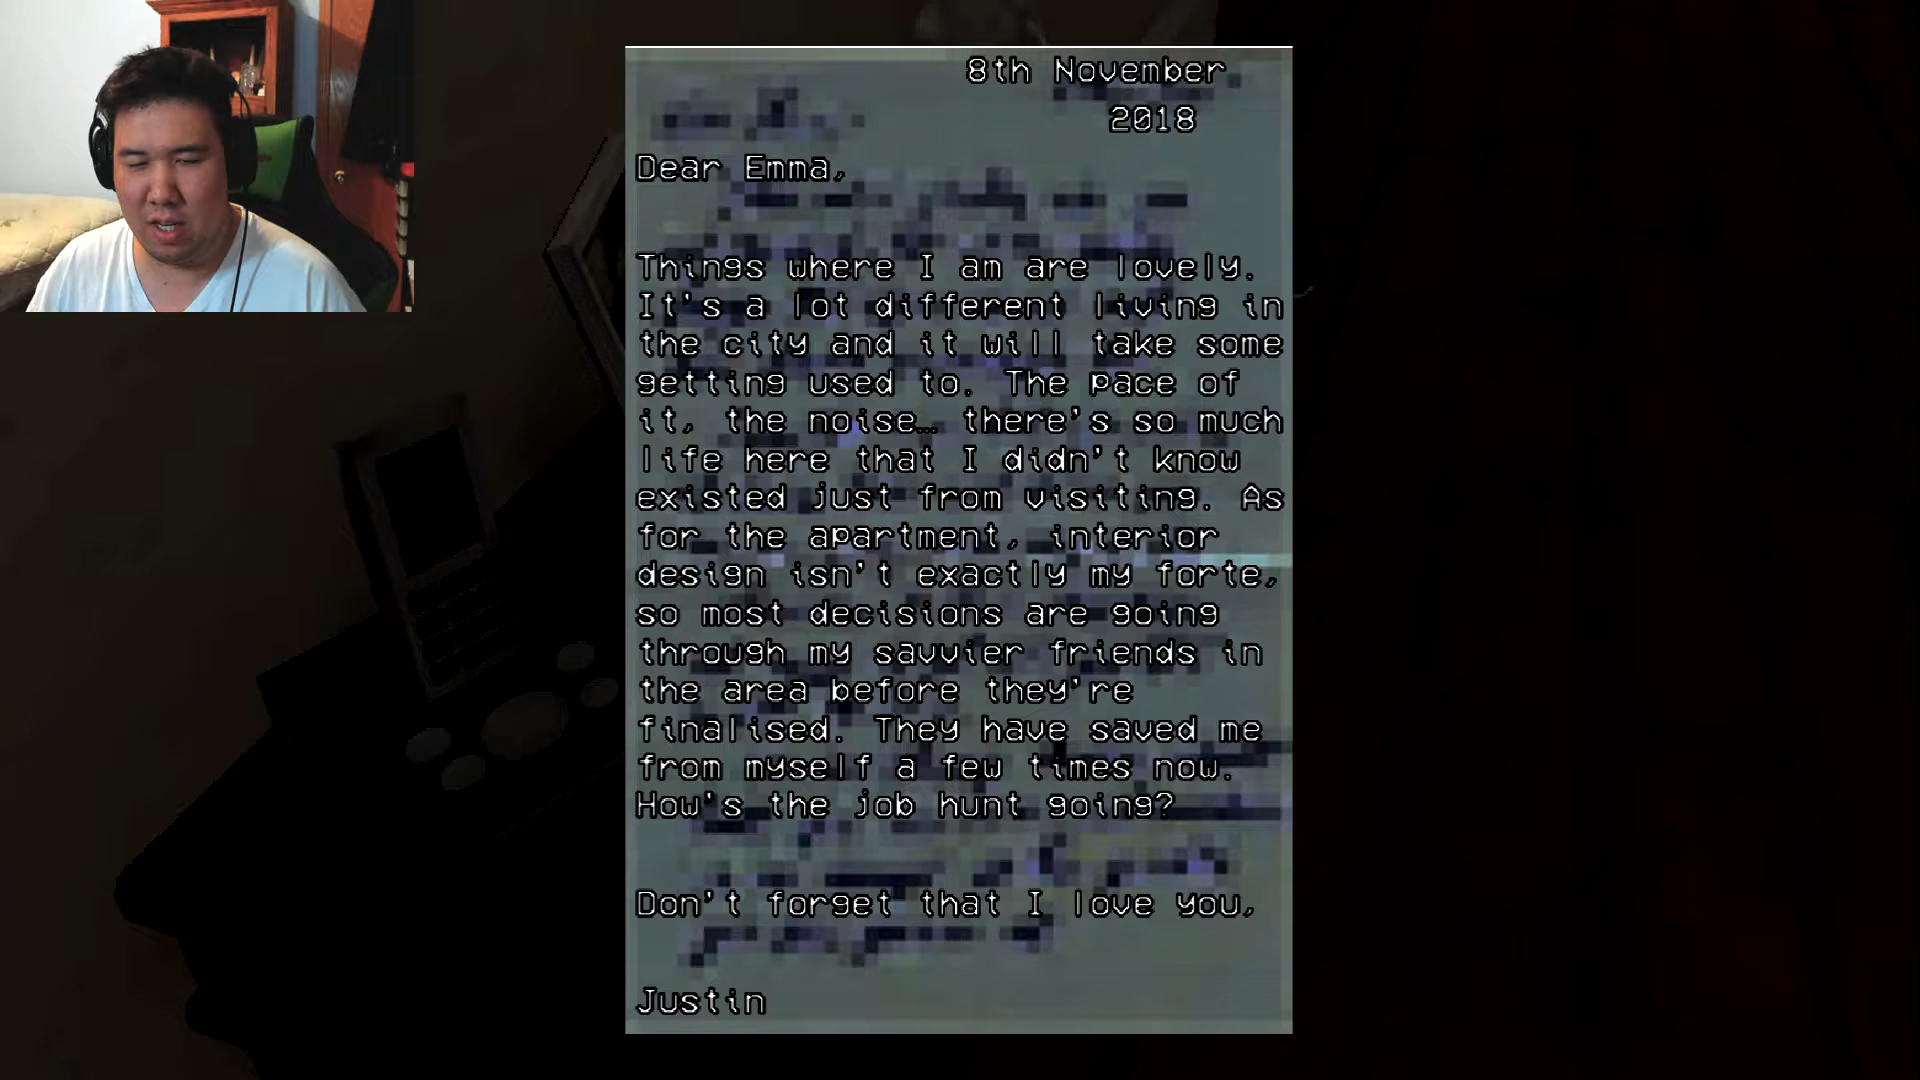 8th November
2018
Dear Emma,
Things where I am are lovely.
It's a lot different living in
the city and it will take some
getting used to. The pace of
it, the noise… there's so much
life here that I didn't know
existed just from visiting. As
for the apartment, interior
design isn't exactly my forte,
so most decisions are going
through my savvier friends in
the area before they're
finalised. They have saved me
from myself a few times now.
How's the job hunt going?
Don't forget that I love you,
Justin